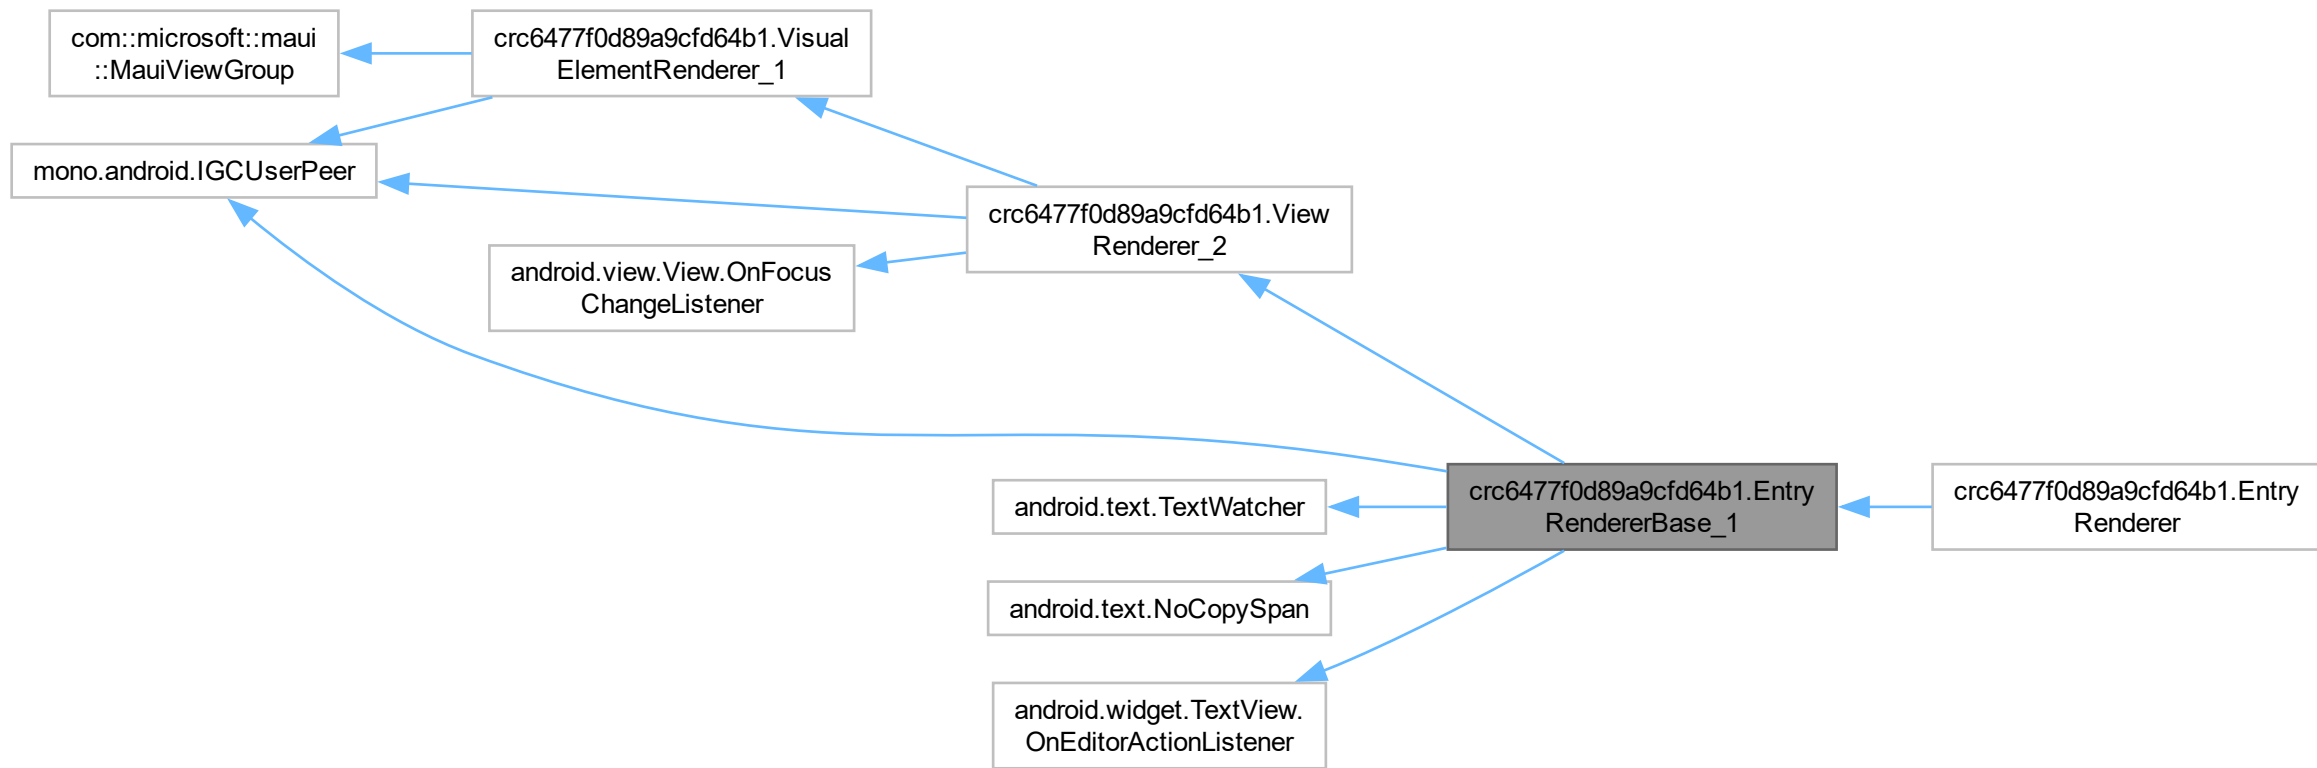 com::microsoft::maui
::MauiViewGroup
crc6477f0d89a9cfd64b1.Visual
ElementRenderer_1
mono.android.IGCUserPeer
crc6477f0d89a9cfd64b1.View
Renderer_2
android.view.View.OnFocus
ChangeListener
crc6477f0d89a9cfd64b1.Entry
RendererBase_1
crc6477f0d89a9cfd64b1.Entry
Renderer
android.text.TextWatcher
android.text.NoCopySpan
android.widget.TextView.
OnEditorActionListener